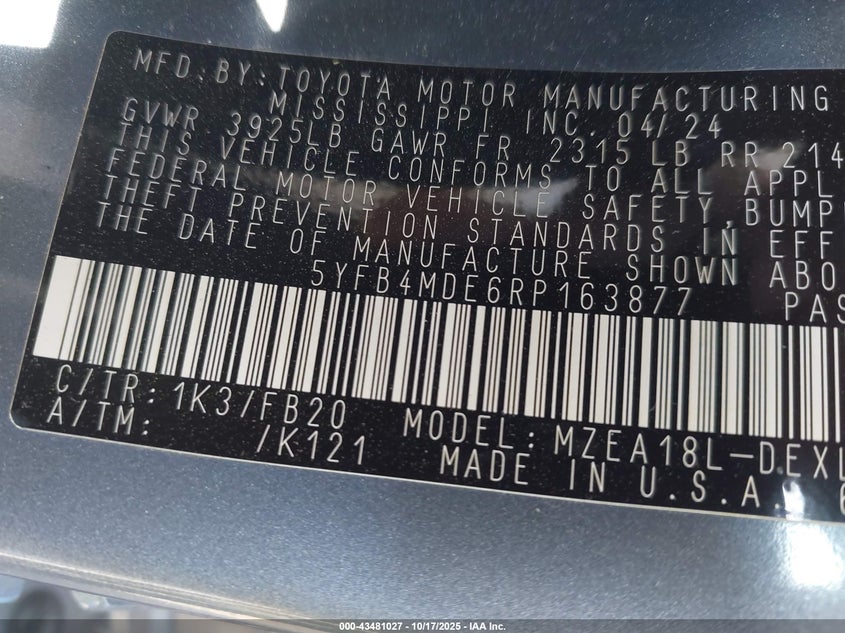 MFD.BY:TOYOTA MOTOR MANUFACTURING
MISSISSIPPI INC. 04/24
GVWR 3925LB GAWR FR 2315 LB RR 214
THIS VEHICLE CONFORMS TO ALL APPL
FEDERAL MOTOR VEHICLE SAFETY,BUMP
THEFT PREVENTION STANDARDS IN EFF
THE DATE OF MANUFACTURE SHOWN ABO
5YFB4MDE6RP163877 PAS
C/TR: 1K3/FB20 MODEL: MZEA18L-DEXL
A/TM: /K121 MADE IN U.S.A.
000-43481027 - 10/17/2025 - IAA Inc.